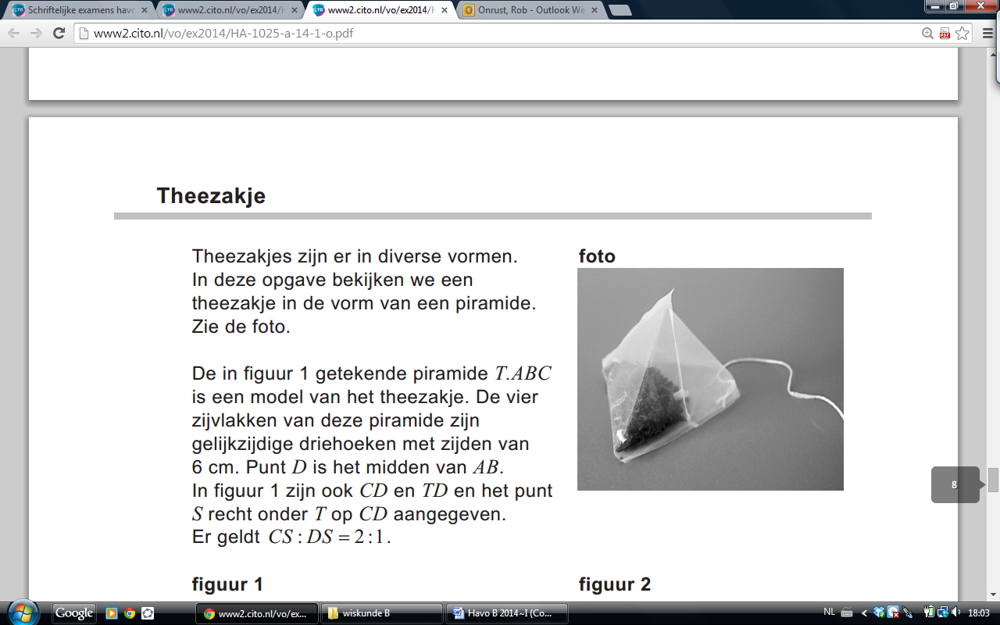 Schriftelijke examens havo
www2.cito.nl/vo/ex2014/H
www2.cito.nl/vo/ex2014/H
Onrust, Rob - Outlook We
www2.cito.nl/vo/ex2014/HA-1025-a-14-1-o.pdf
Theezakje
Theezakjes zijn er in diverse vormen.
In deze opgave bekijken we een
theezakje in de vorm van een piramide.
Zie de foto.
De in figuur 1 getekende piramide T.ABC
is een model van het theezakje. De vier
zijvlakken van deze piramide zijn
gelijkzijdige driehoeken met zijden van
6 cm. Punt D is het midden van AB.
In figuur 1 zijn ook CD en TD en het punt
S recht onder T op CD aangegeven.
Er geldt CS : DS = 2 : 1.
foto
8
figuur 1
figuur 2
Google
www2.cito.nl/vo/ex...
wiskunde B
Havo B 2014~I (Co...
NL
18:03